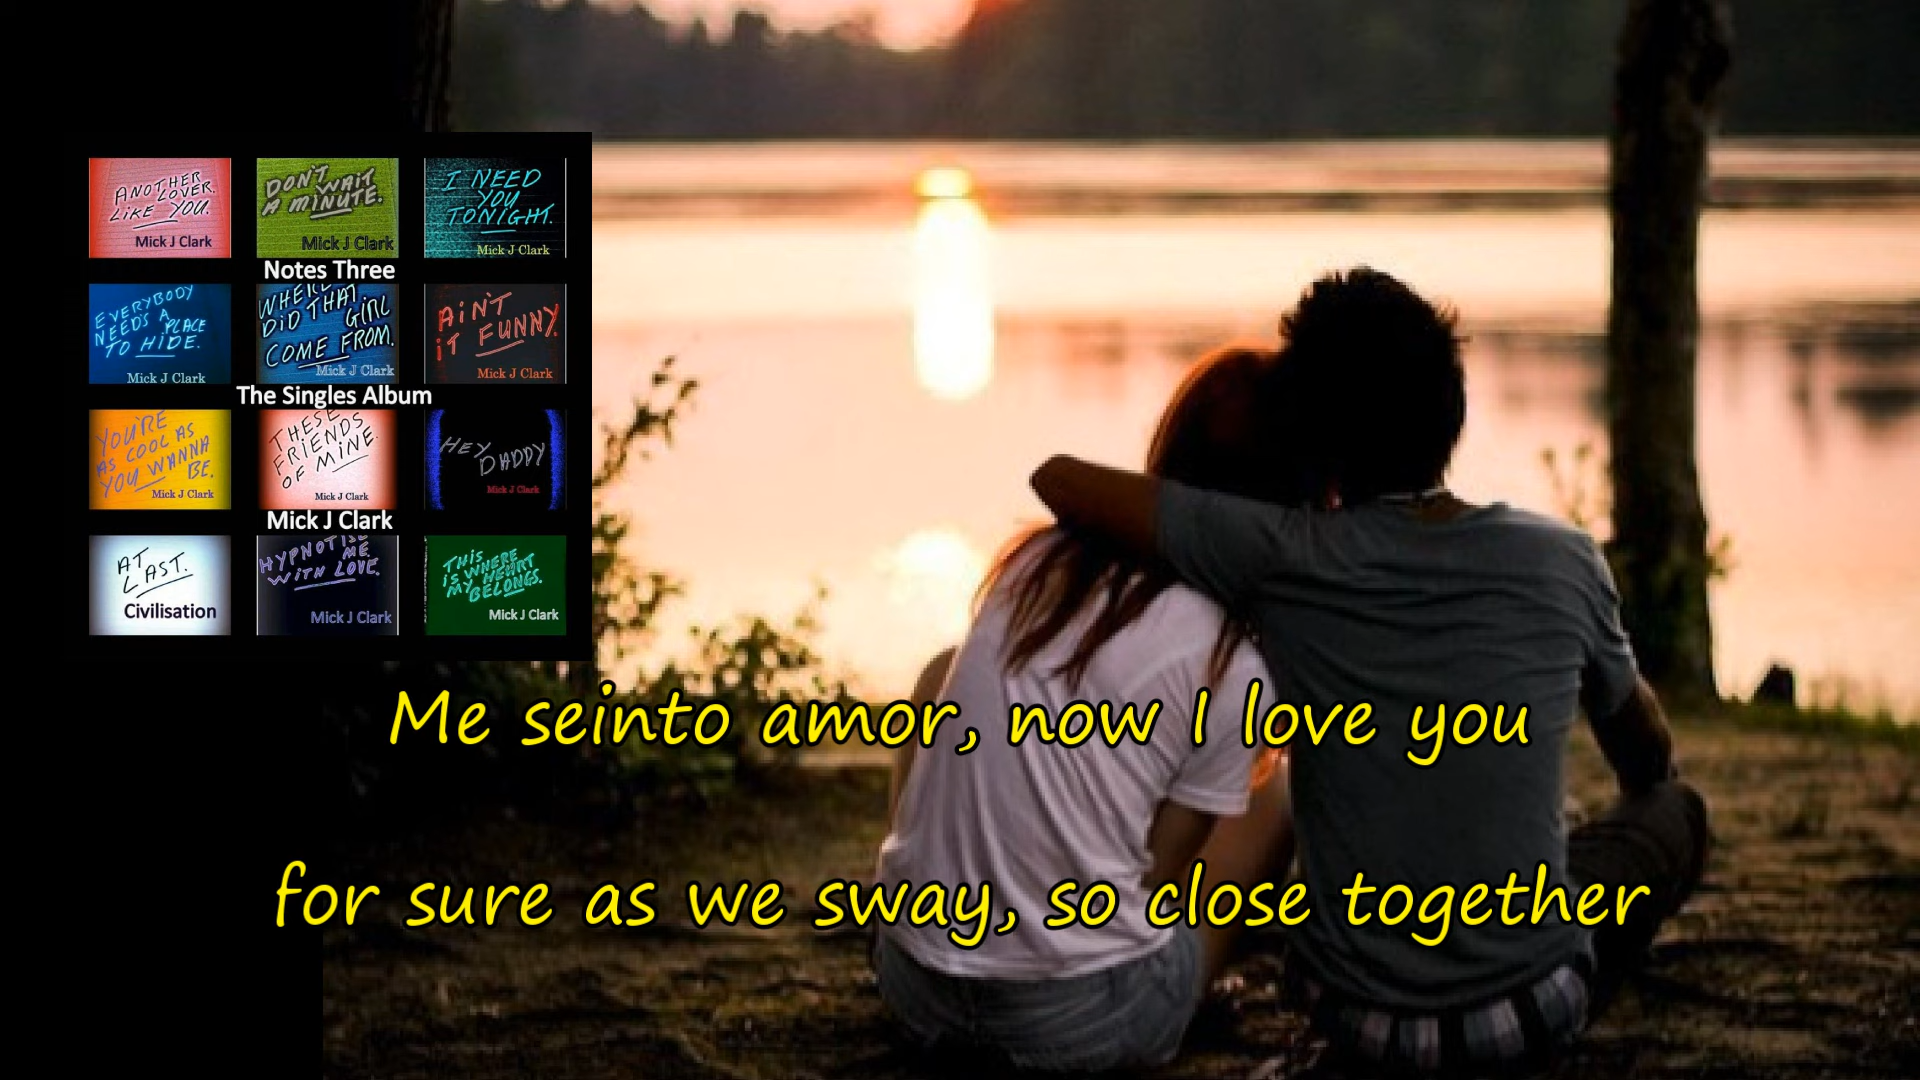 ANOTHER
LOVER
LIKE YOU.
Mick J Clark
DON'T
WAIT
A MINUTE.
Mick J Clark
I NEED
YOU
TONIGHT.
Mick J Clark
Notes Three
EVERYBODY
NEEDS A
PLACE
TO HIDE.
Mick J Clark
WHERE
DID THAT
GIRL
COME FROM.
Mick J Clark
AIN'T
IT FUNNY.
Mick J Clark
The Singles Album
YOU'RE
AS COOL AS
YOU WANNA
BE.
Mick J Clark
THESE
FRIENDS
OF MINE.
Mick J Clark
HEY
DADDY
Mick J Clark
Mick J Clark
AT
LAST.
Civilisation
HYPNOTISE
ME
WITH LOVE.
Mick J Clark
THIS
IS WHERE
MY HEART
BELONGS.
Mick J Clark
Me seinto amor, now I love you
for sure as we sway, so close together